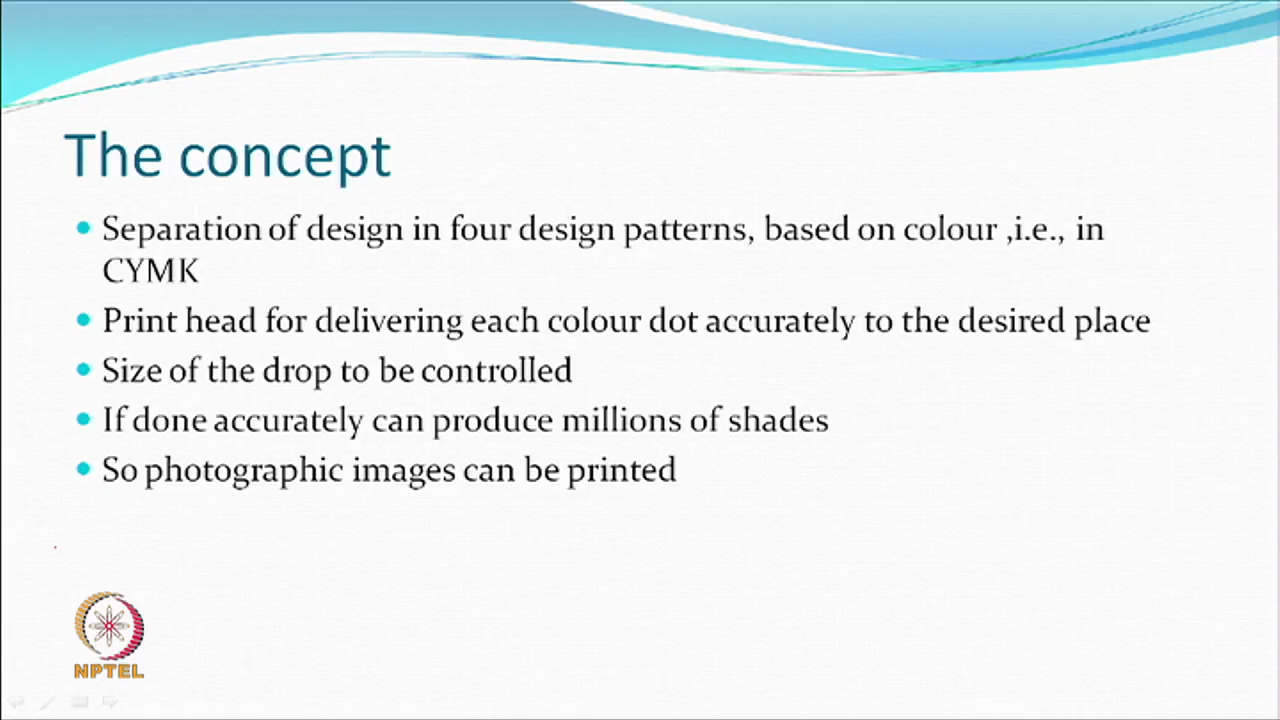 The concept
Separation of design in four design patterns, based on colour ,i.e., in
CYMK
Print head for delivering each colour dot accurately to the desired place
Size of the drop to be controlled
If done accurately can produce millions of shades
So photographic images can be printed
NPTEL